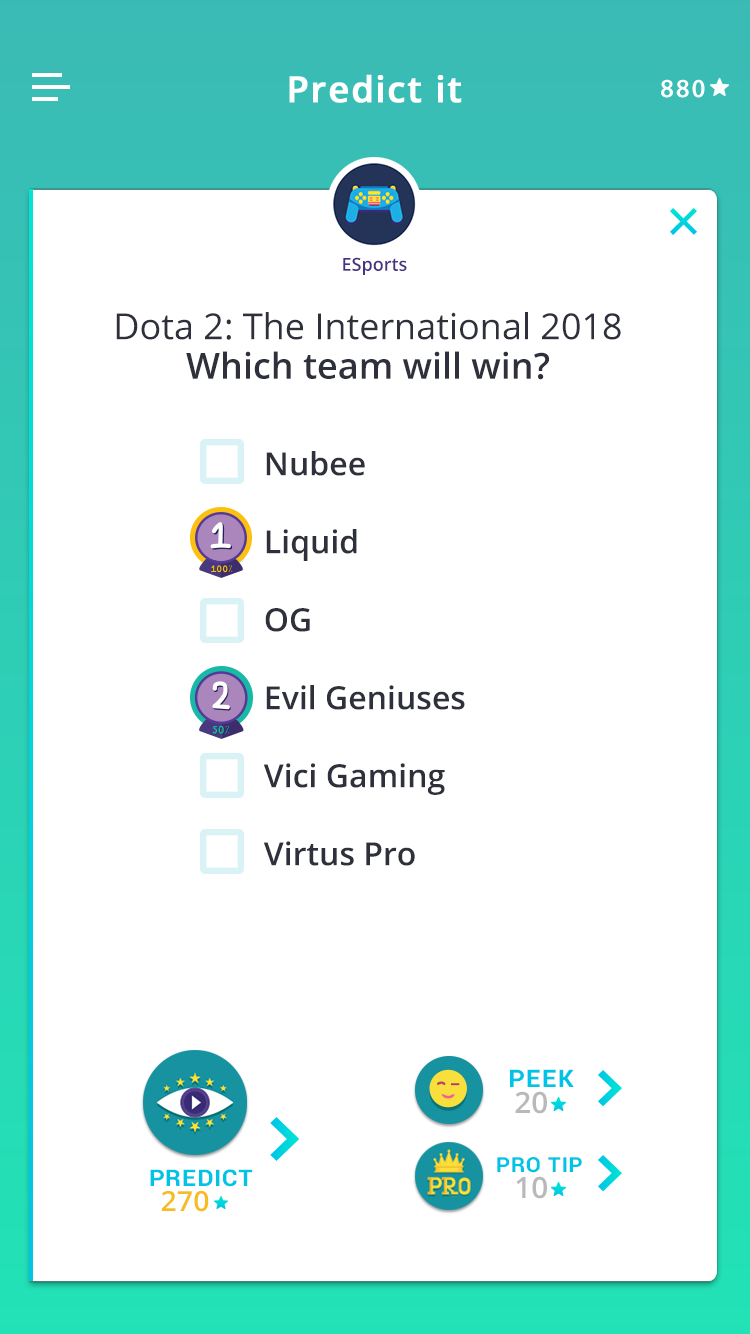 Predict it
880
ESports
Dota 2: The International 2018
Which team will win?
Nubee
1
100%
Liquid
OG
2
50%
Evil Geniuses
Vici Gaming
Virtus Pro
PREDICT
270
PEEK
20
PRO
PRO TIP
10